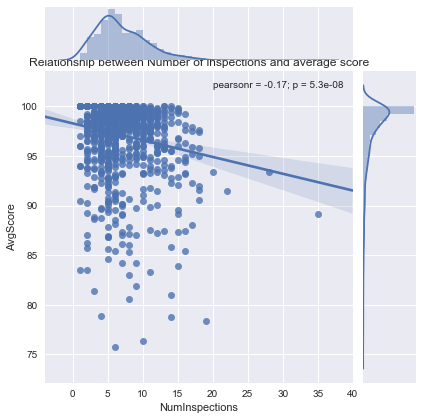 Relationship between Number of Inspections and average score
pearsonr = -0.17; p = 5.3e-08
100
95
90
85
80
75
AvgScore
0 5 10 15 20 25 30 35 40
NumInspections